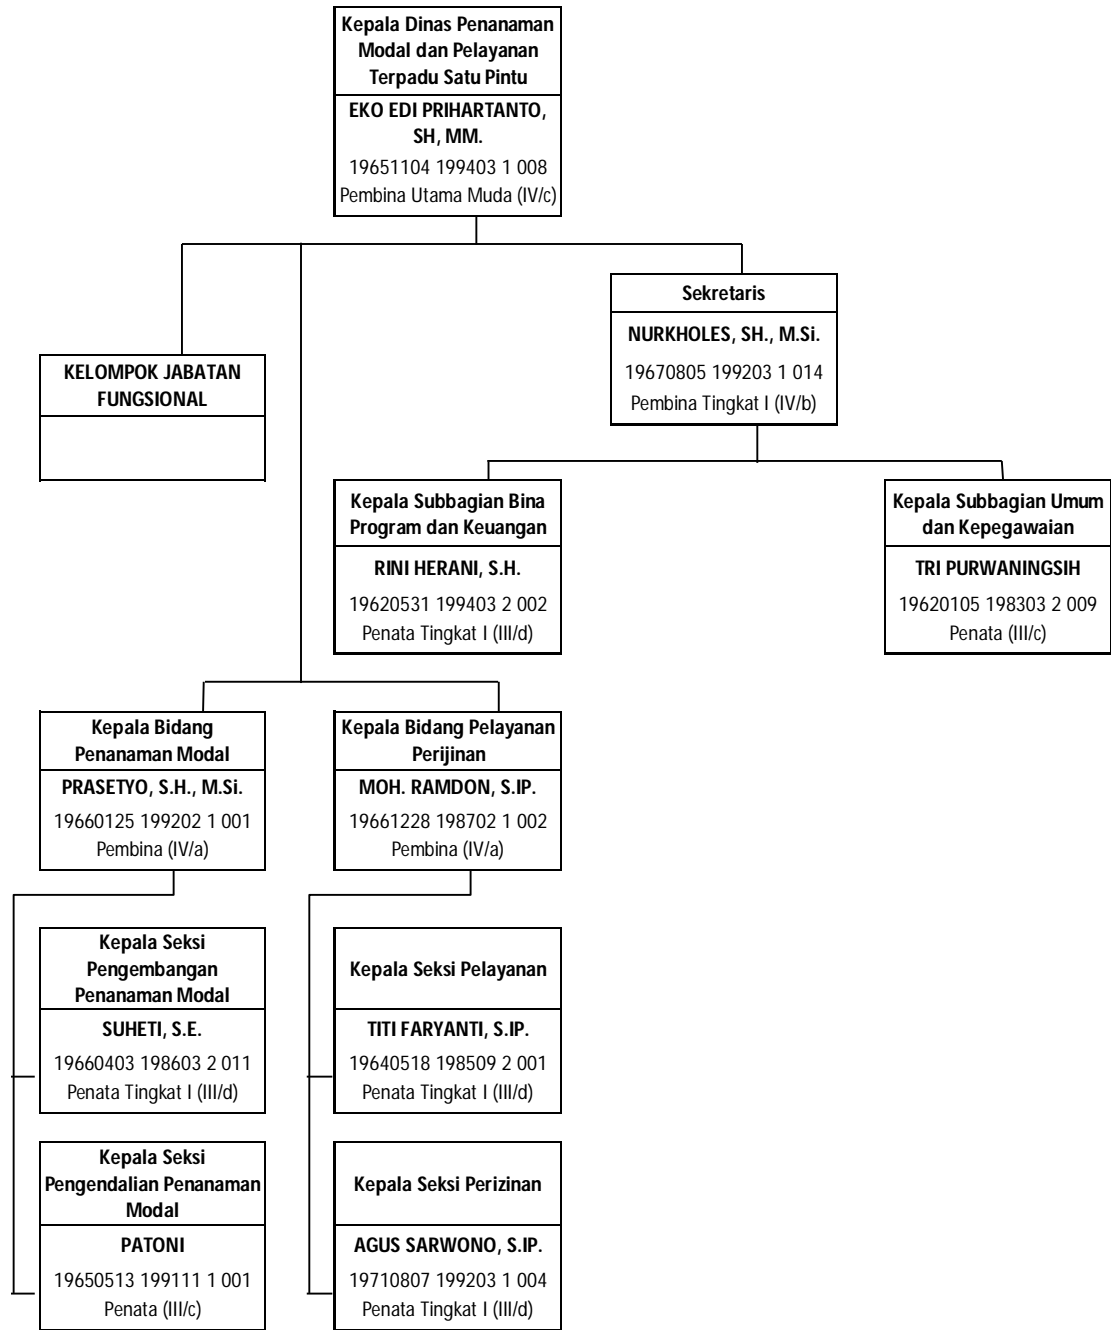 Kepala Dinas Penanaman
Modal dan Pelayanan
Terpadu Satu Pintu
EKO EDI PRIHARTANTO,
SH, MM.
19651104 199403 1 008
Pembina Utama Muda (IV/c)
Sekretaris
NURKHOLES, SH., M.Si.
19670805 199203 1 014
Pembina Tingkat I (IV/b)
KELOMPOK JABATAN
FUNGSIONAL
Kepala Subbagian Bina
Program dan Keuangan
RINI HERANI, S.H.
19620531 199403 2 002
Penata Tingkat I (III/d)
Kepala Subbagian Umum
dan Kepegawaian
TRI PURWANINGSIH
19620105 198303 2 009
Penata (III/c)
Kepala Bidang
Penanaman Modal
PRASETYO, S.H., M.Si.
19660125 199202 1 001
Pembina (IV/a)
Kepala Bidang Pelayanan
Perijinan
MOH. RAMDON, S.IP.
19661228 198702 1 002
Pembina (IV/a)
Kepala Seksi
Pengembangan
Penanaman Modal
SUHETI, S.E.
19660403 198603 2 011
Penata Tingkat I (III/d)
Kepala Seksi Pelayanan
TITI FARYANTI, S.IP.
19640518 198509 2 001
Penata Tingkat I (III/d)
Kepala Seksi
Pengendalian Penanaman
Modal
PATONI
19650513 199111 1 001
Penata (III/c)
Kepala Seksi Perizinan
AGUS SARWONO, S.IP.
19710807 199203 1 004
Penata Tingkat I (III/d)